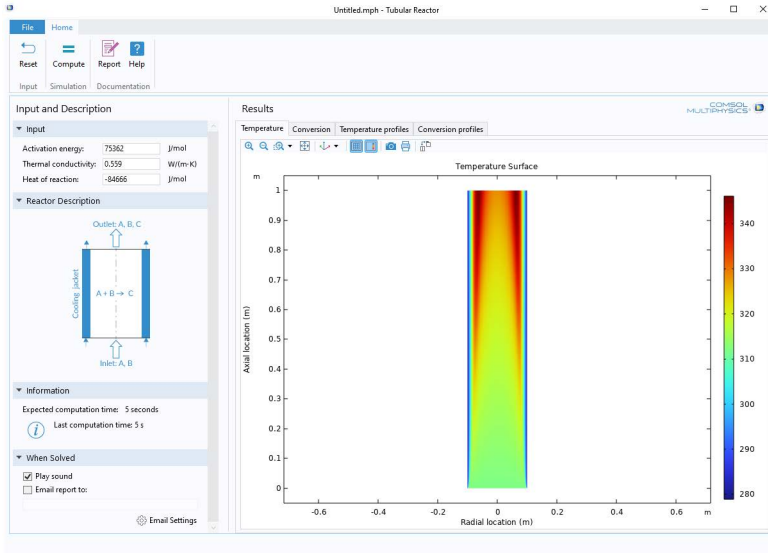 Untitled.mph - Tubular Reactor
File Home
Reset Compute Report Help
Input Simulation Documentation
Input and Description
Input
Activation energy: 75362 J/mol
Thermal conductivity: 0.559 W/(m·K)
Heat of reaction: -84666 J/mol
Reactor Description
Outlet: A, B, C
Cooling jacket
A + B → C
Inlet: A, B
Information
Expected computation time: 5 seconds
Last computation time: 5 s
When Solved
Play sound
Email report to:
Email Settings
Results
COMSOL
MULTIPHYSICS®
Temperature Conversion Temperature profiles Conversion profiles
Temperature Surface
m
1
0.9
0.8
0.7
0.6
0.5
0.4
0.3
0.2
0.1
0
Axial location (m)
-0.6 -0.4 -0.2 0 0.2 0.4 0.6 m
Radial location (m)
340
330
320
310
300
290
280